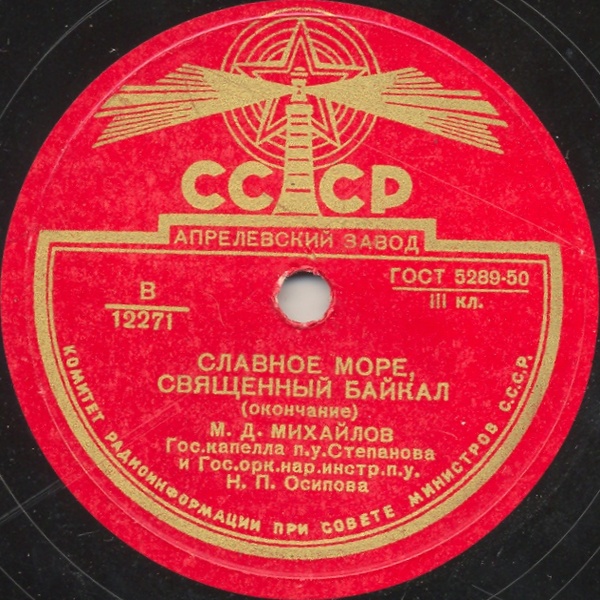 СССР
АПРЕЛЕВСКИЙ ЗАВОД
В
12271
ГОСТ 5289-50
III кл.
СЛАВНОЕ МОРЕ,
СВЯЩЕННЫЙ БАЙКАЛ
(окончание)
М. Д. МИХАЙЛОВ
Гос.капелла п.у.Степанова
и Гос.орк.нар.инстр.п.у.
Н. П. Осипова
КОМИТЕТ РАДИОИНФОРМАЦИИ ПРИ СОВЕТЕ МИНИСТРОВ С.С.С.Р.